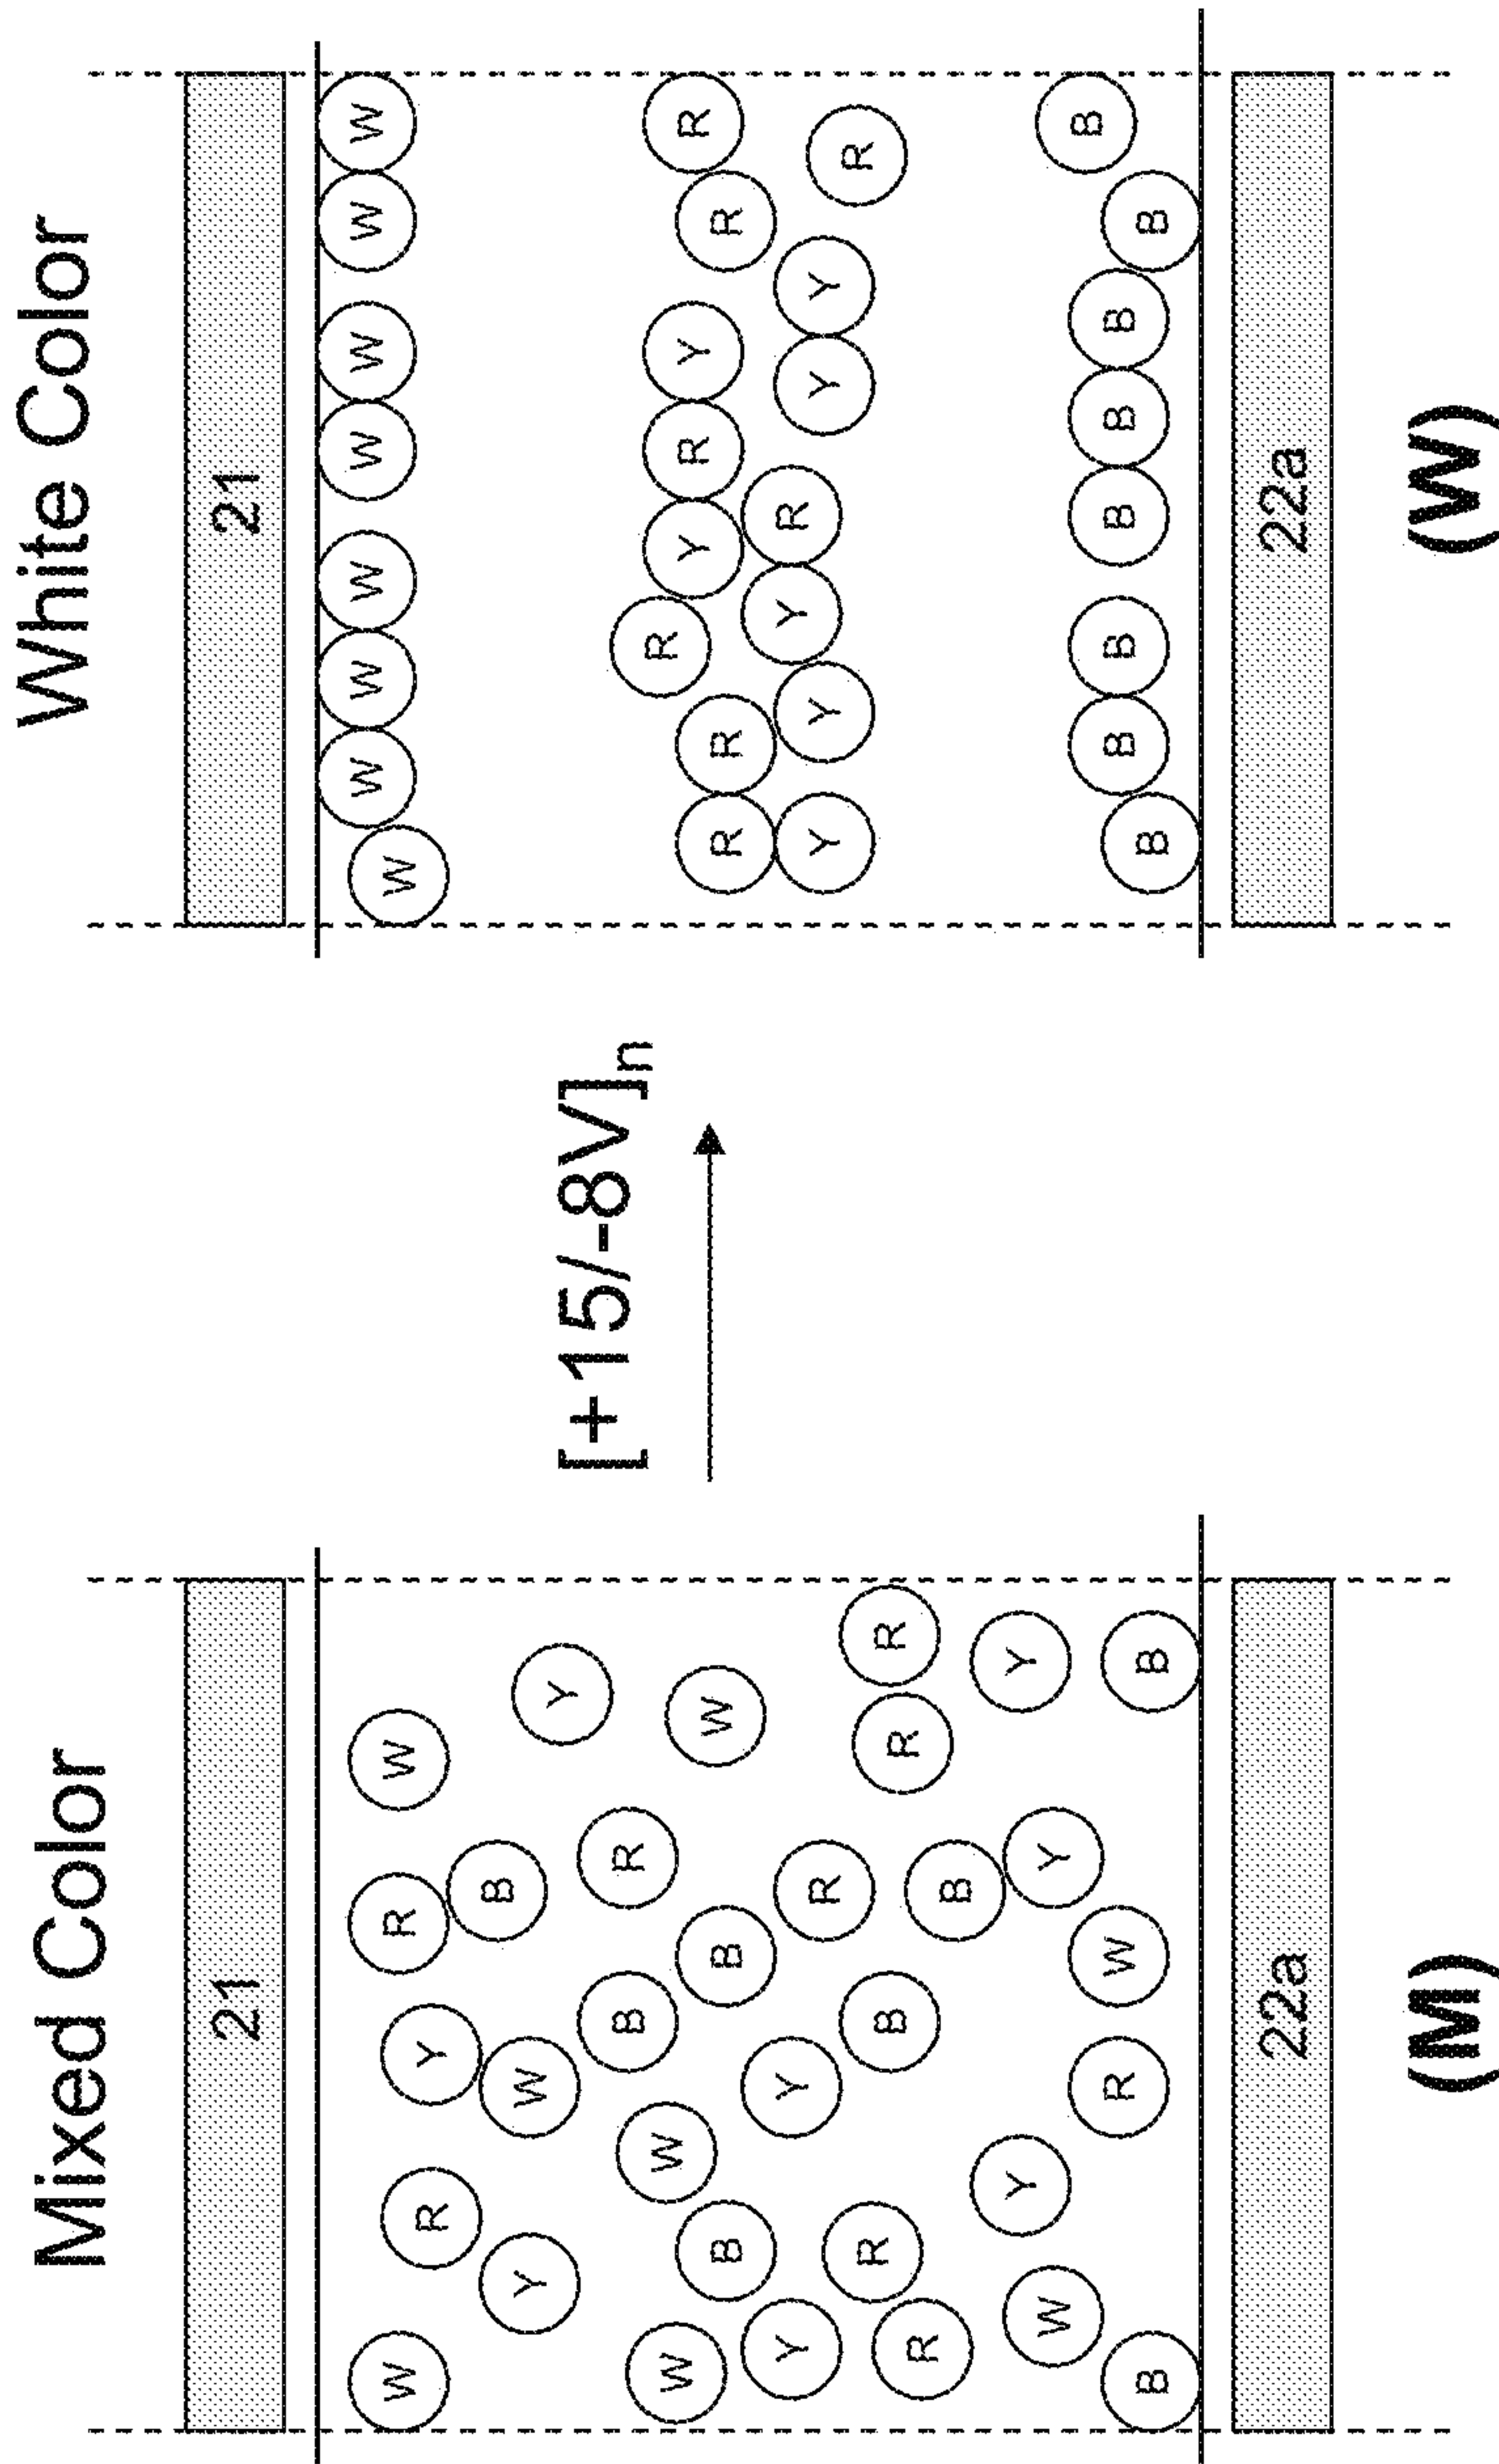 Mixed Color
21
W R Y R W
Y W B Y
W W B R
B B W
Y Y R
R R B R R
W Y B Y Y
B R W B
22a
(M)
[+15/-8V]n
White Color
21
W W W W W W W W
R R R Y R Y R R
Y Y Y R Y Y R
B B B B B B B B
22a
(W)